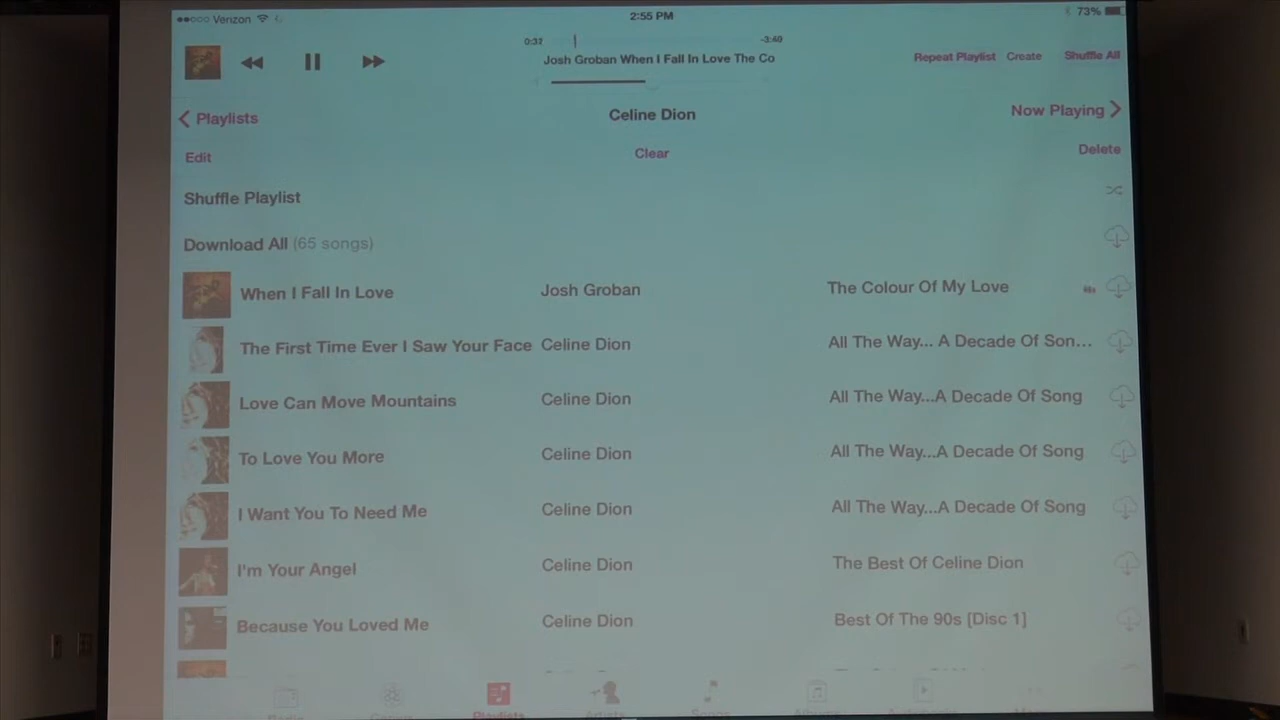 Verizon 2:55 PM 73%
0:32 -3:49
Josh Groban When I Fall In Love The Co
Repeat Playlist Create Shuffle All
Playlists Celine Dion Now Playing
Edit Clear Delete
Shuffle Playlist
Download All (65 songs)
When I Fall In Love Josh Groban The Colour Of My Love
The First Time Ever I Saw Your Face Celine Dion All The Way... A Decade Of Son...
Love Can Move Mountains Celine Dion All The Way...A Decade Of Song
To Love You More Celine Dion All The Way...A Decade Of Song
I Want You To Need Me Celine Dion All The Way...A Decade Of Song
I'm Your Angel Celine Dion The Best Of Celine Dion
Because You Loved Me Celine Dion Best Of The 90s [Disc 1]
Playlists Artists Songs Albums